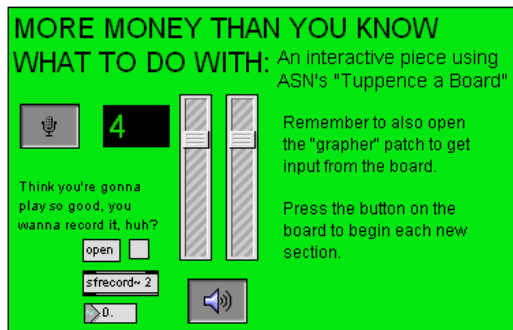 MORE MONEY THAN YOU KNOW
WHAT TO DO WITH:
An interactive piece using
ASN's "Tuppence a Board"
4
Remember to also open
the "grapher" patch to get
input from the board.
Think you're gonna
play so good, you
wanna record it, huh?
Press the button on the
board to begin each new
section.
open
sfrecord~ 2
0.